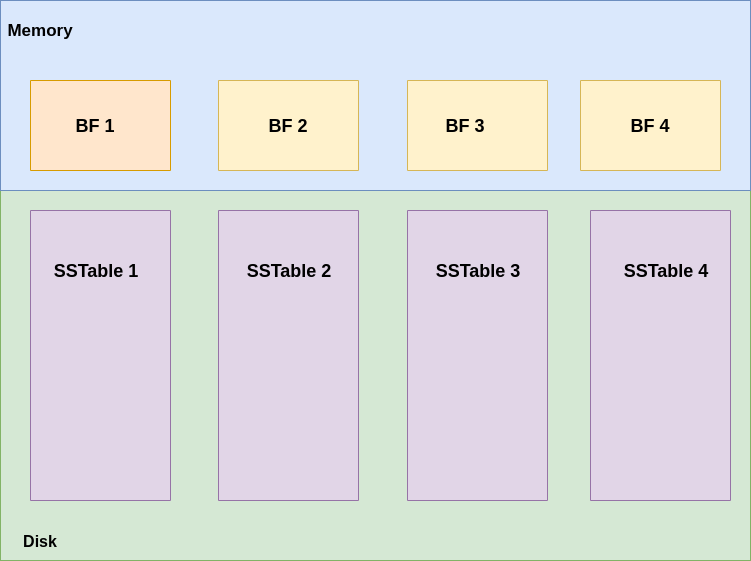 Memory
BF 1
BF 2
BF 3
BF 4
SSTable 1
SSTable 2
SSTable 3
SSTable 4
Disk